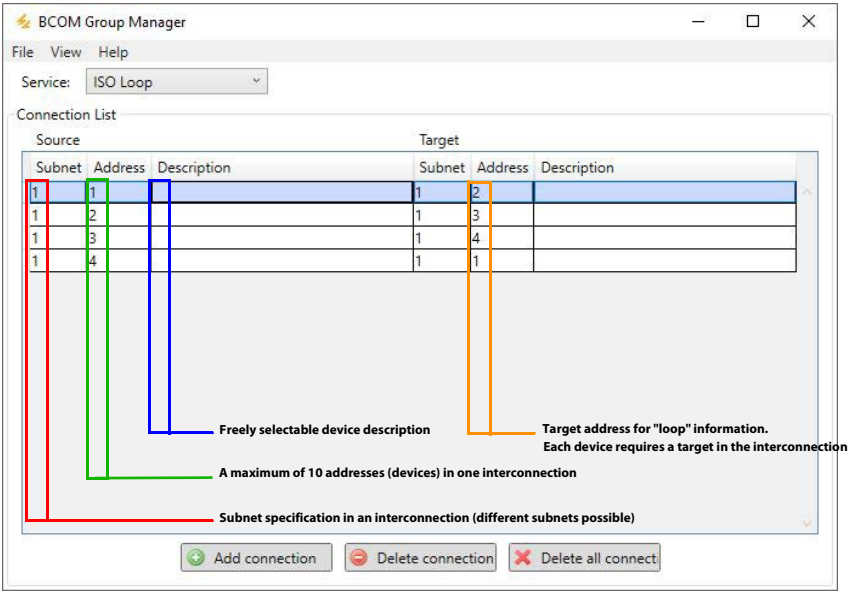 BCOM Group Manager
File View Help
Service: ISO Loop
Connection List
Source Target
Subnet Address Description Subnet Address Description
1 1 1 2
1 2 1 3
1 3 1 4
1 4 1 1
Freely selectable device description
Target address for "loop" information.
Each device requires a target in the interconnection
A maximum of 10 addresses (devices) in one interconnection
Subnet specification in an interconnection (different subnets possible)
Add connection Delete connection Delete all connecti